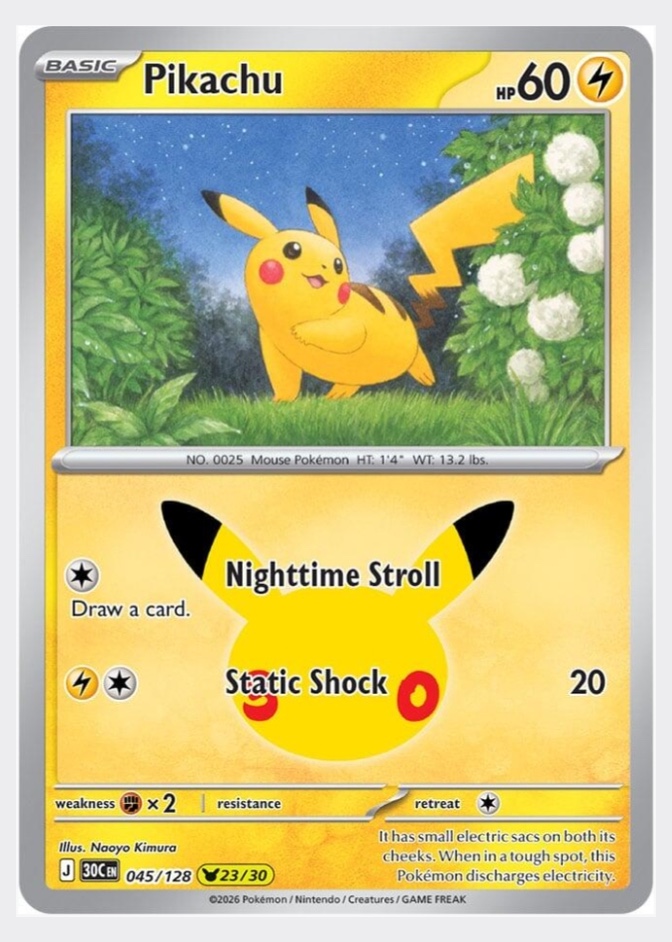 BASIC Pikachu HP60
NO. 0025 Mouse Pokémon HT: 1'4" WT: 13.2 lbs.
Nighttime Stroll
Draw a card.
Static Shock 20
30
weakness ×2 resistance retreat
Illus. Naoyo Kimura
It has small electric sacs on both its
cheeks. When in a tough spot, this
Pokémon discharges electricity.
J 30C EN 045/128 23/30
©2026 Pokémon / Nintendo / Creatures / GAME FREAK